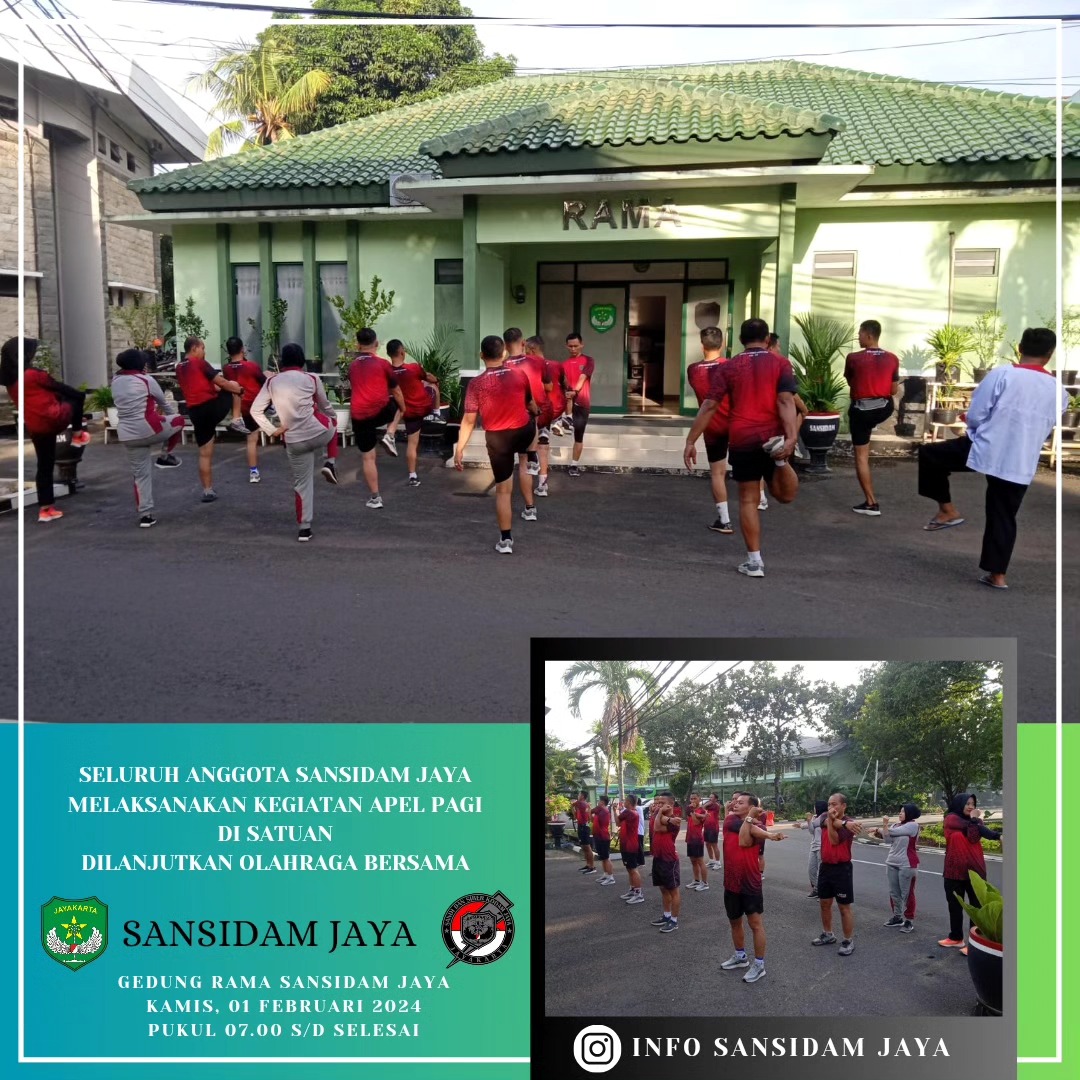 RAMA
SANSIDAM
SELURUH ANGGOTA SANSIDAM JAYA
MELAKSANAKAN KEGIATAN APEL PAGI
DI SATUAN
DILANJUTKAN OLAHRAGA BERSAMA
JAYAKARTA
SANSIDAM JAYA
JAYAKARTA
GEDUNG RAMA SANSIDAM JAYA
KAMIS, 01 FEBRUARI 2024
PUKUL 07.00 S/D SELESAI
INFO SANSIDAM JAYA